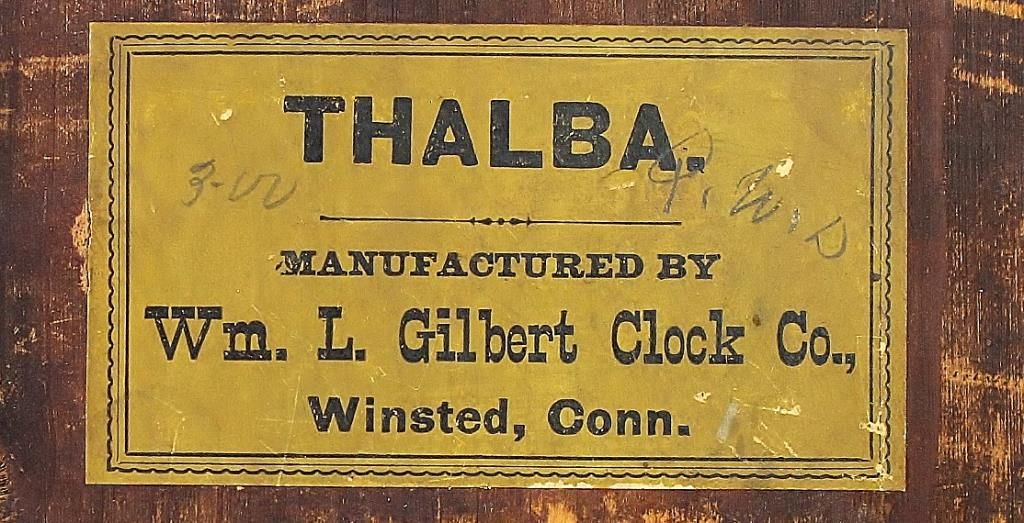 THALBA.
MANUFACTURED BY
Wm. L. Gilbert Clock Co.,
Winsted, Conn.